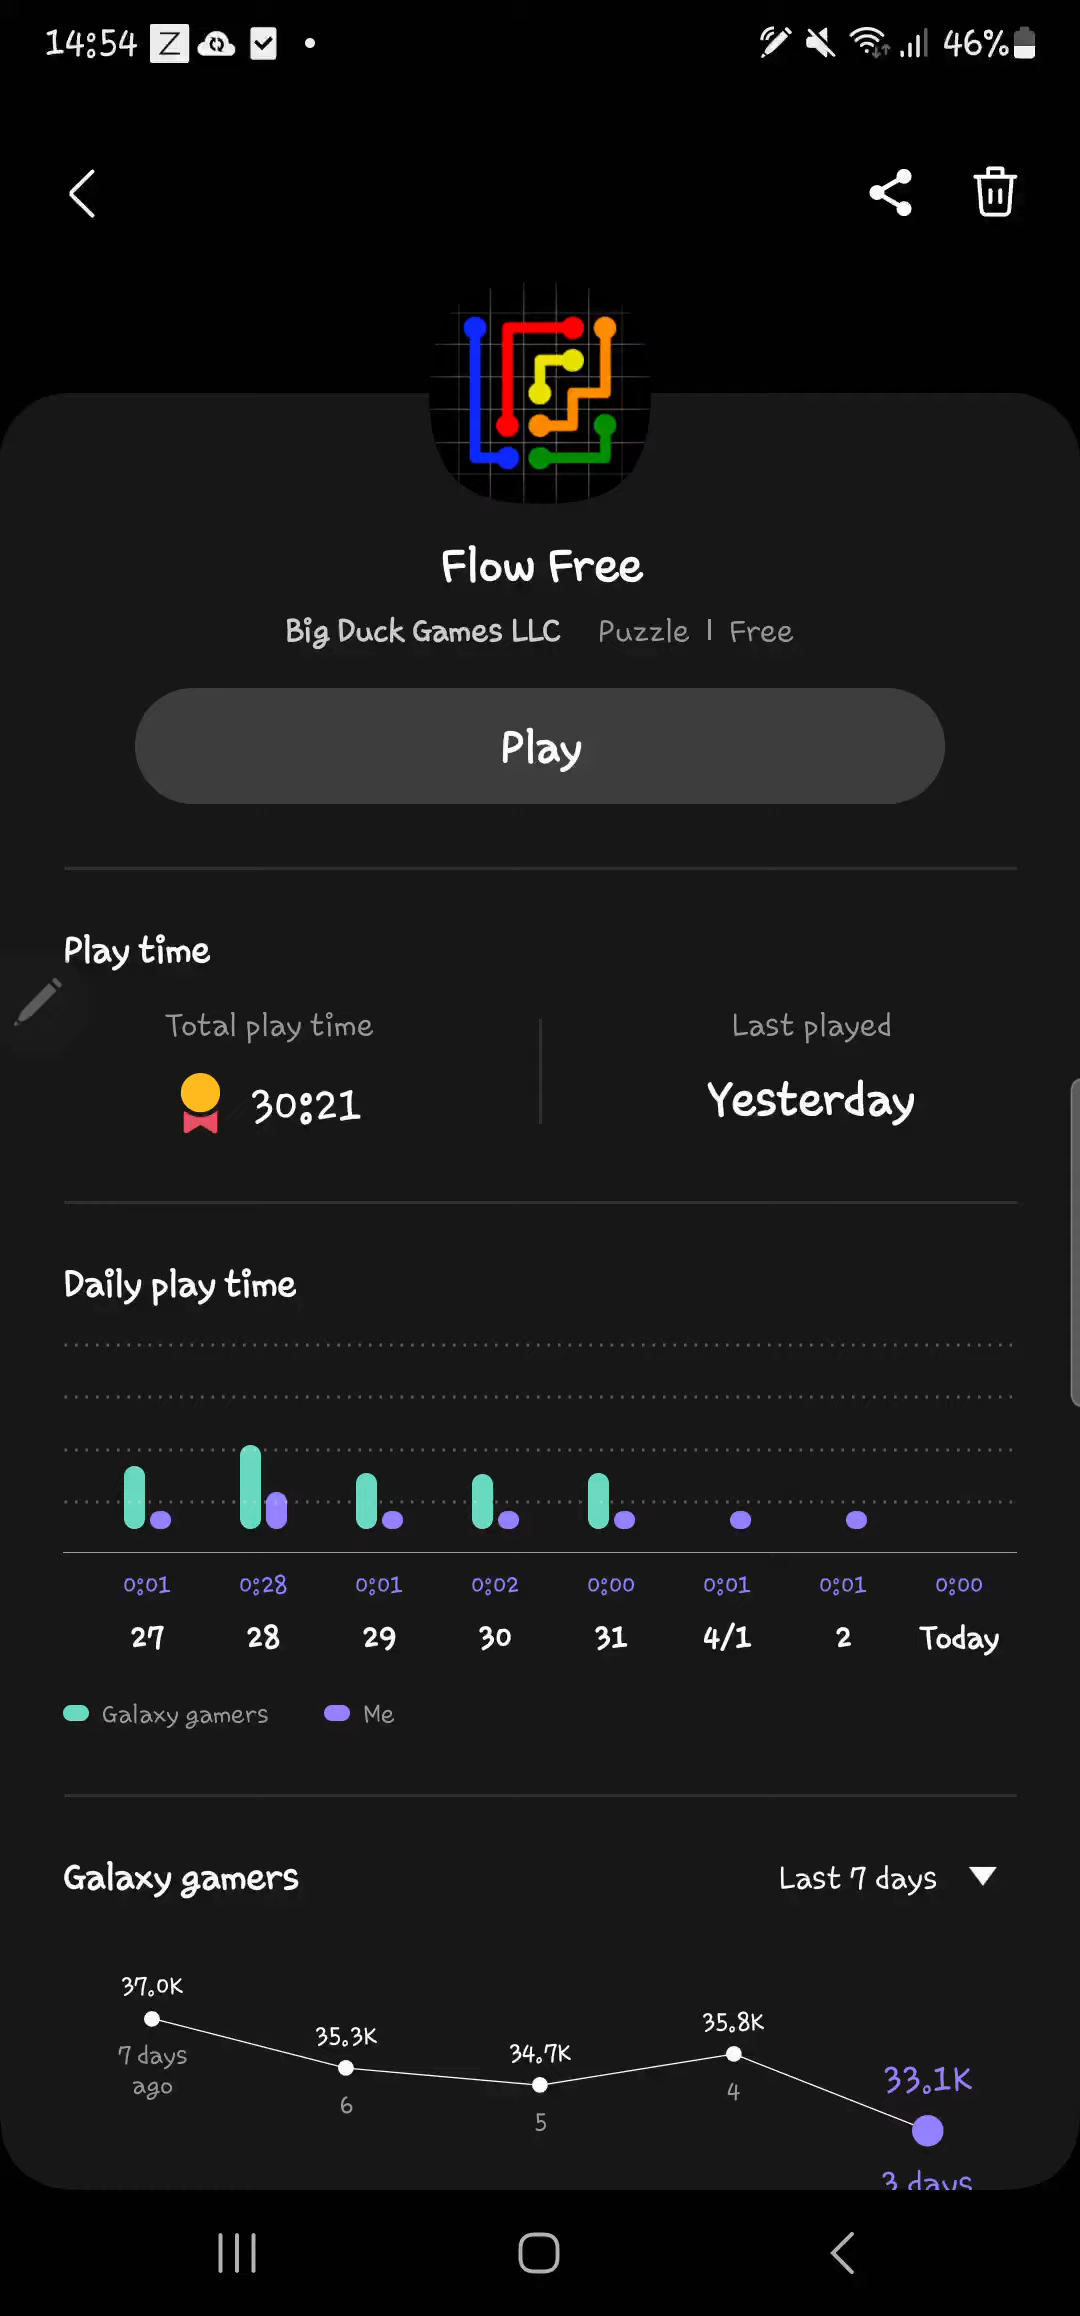 14:54 Z 46%
Flow Free
Big Duck Games LLC Puzzle | Free
Play
Play time
Total play time Last played
30:21 Yesterday
Daily play time
0:01 0:28 0:01 0:02 0:00 0:01 0:01 0:00
27 28 29 30 31 4/1 2 Today
Galaxy gamers Me
Galaxy gamers Last 7 days
37.0K
35.3K
34.7K
35.8K
33.1K
7 days
ago
6
5
4
3 days